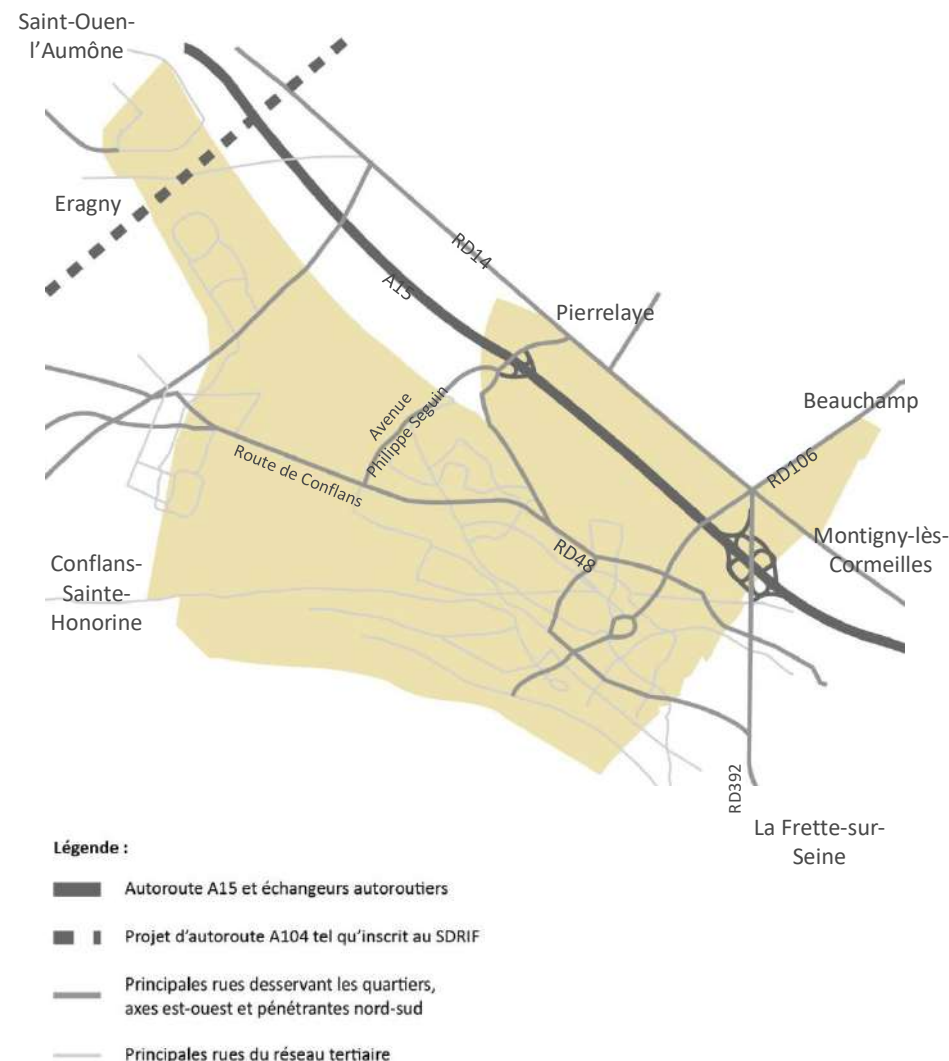 Saint-Ouen-
l’Aumône
Eragny
RD14
A15
Pierrelaye
Beauchamp
Avenue
Philippe Seguin
RD106
Route de Conflans
Montigny-lès-
Cormeilles
RD48
Conflans-
Sainte-
Honorine
RD392
La Frette-sur-
Seine
Légende :
Autoroute A15 et échangeurs autoroutiers
Projet d’autoroute A104 tel qu’inscrit au SDRIF
Principales rues desservant les quartiers,
axes est-ouest et pénétrantes nord-sud
Principales rues du réseau tertiaire